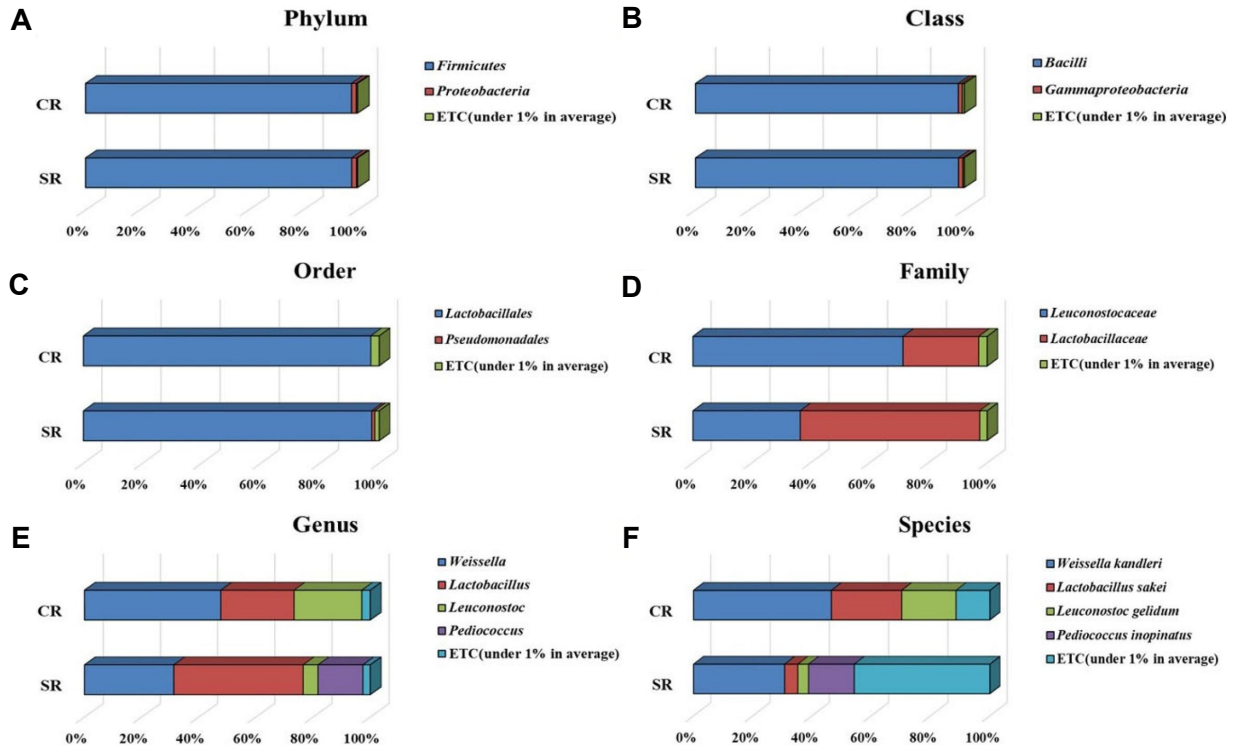 A
Phylum
CR
SR
0% 20% 40% 60% 80% 100%
Firmicutes
Proteobacteria
ETC(under 1% in average)
B
Class
CR
SR
0% 20% 40% 60% 80% 100%
Bacilli
Gammaproteobacteria
ETC(under 1% in average)
C
Order
CR
SR
0% 20% 40% 60% 80% 100%
Lactobacillales
Pseudomonadales
ETC(under 1% in average)
D
Family
CR
SR
0% 20% 40% 60% 80% 100%
Leuconostocaceae
Lactobacillaceae
ETC(under 1% in average)
E
Genus
CR
SR
0% 20% 40% 60% 80% 100%
Weissella
Lactobacillus
Leuconostoc
Pediococcus
ETC(under 1% in average)
F
Species
CR
SR
0% 20% 40% 60% 80% 100%
Weissella kandleri
Lactobacillus sakei
Leuconostoc gelidum
Pediococcus inopinatus
ETC(under 1% in average)